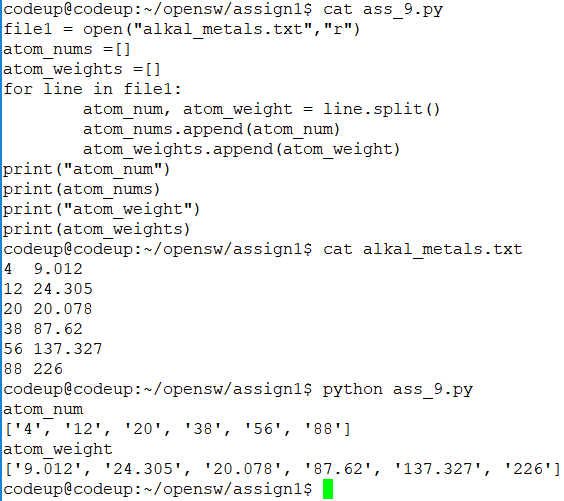 codeup@codeup:~/opensw/assign1$ cat ass_9.py
file1 = open("alkal_metals.txt","r")
atom_nums =[]
atom_weights =[]
for line in file1:
        atom_num, atom_weight = line.split()
        atom_nums.append(atom_num)
        atom_weights.append(atom_weight)
print("atom_num")
print(atom_nums)
print("atom_weight")
print(atom_weights)
codeup@codeup:~/opensw/assign1$ cat alkal_metals.txt
4  9.012
12 24.305
20 20.078
38 87.62
56 137.327
88 226
codeup@codeup:~/opensw/assign1$ python ass_9.py
atom_num
['4', '12', '20', '38', '56', '88']
atom_weight
['9.012', '24.305', '20.078', '87.62', '137.327', '226']
codeup@codeup:~/opensw/assign1$